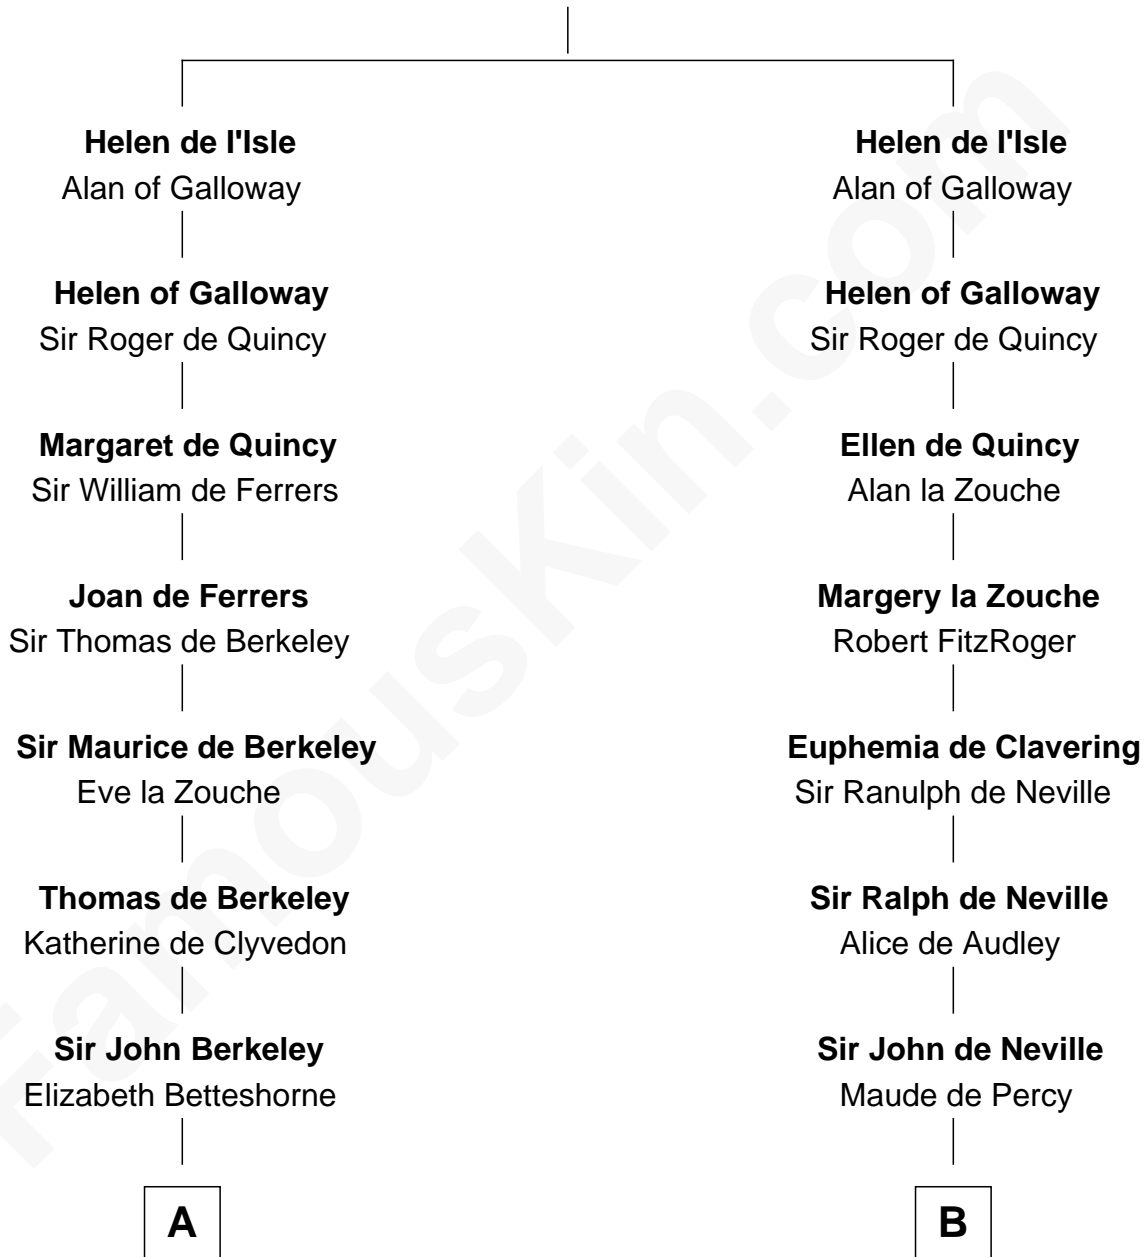 Helen de l'Isle
Alan of Galloway
Helen of Galloway
Sir Roger de Quincy
Margaret de Quincy
Sir William de Ferrers
Joan de Ferrers
Sir Thomas de Berkeley
Sir Maurice de Berkeley
Eve la Zouche
Thomas de Berkeley
Katherine de Clyvedon
Sir John Berkeley
Elizabeth Betteshorne
A
Helen de l'Isle
Alan of Galloway
Helen of Galloway
Sir Roger de Quincy
Ellen de Quincy
Alan la Zouche
Margery la Zouche
Robert FitzRoger
Euphemia de Clavering
Sir Ranulph de Neville
Sir Ralph de Neville
Alice de Audley
Sir John de Neville
Maude de Percy
B
FamousKin.com